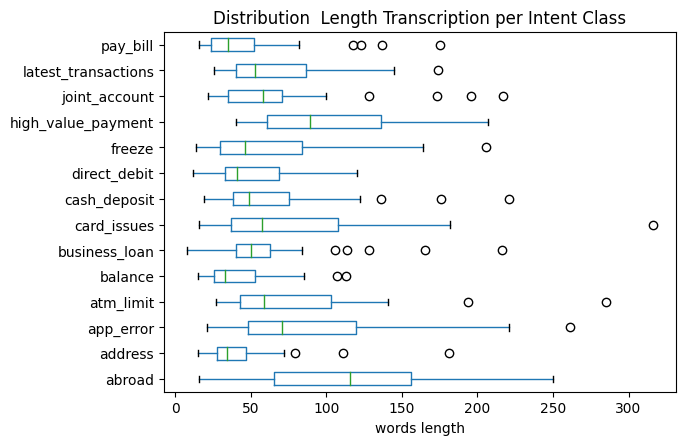 Distribution  Length Transcription per Intent Class
pay_bill
latest_transactions
joint_account
high_value_payment
freeze
direct_debit
cash_deposit
card_issues
business_loan
balance
atm_limit
app_error
address
abroad
0 50 100 150 200 250 300
words length